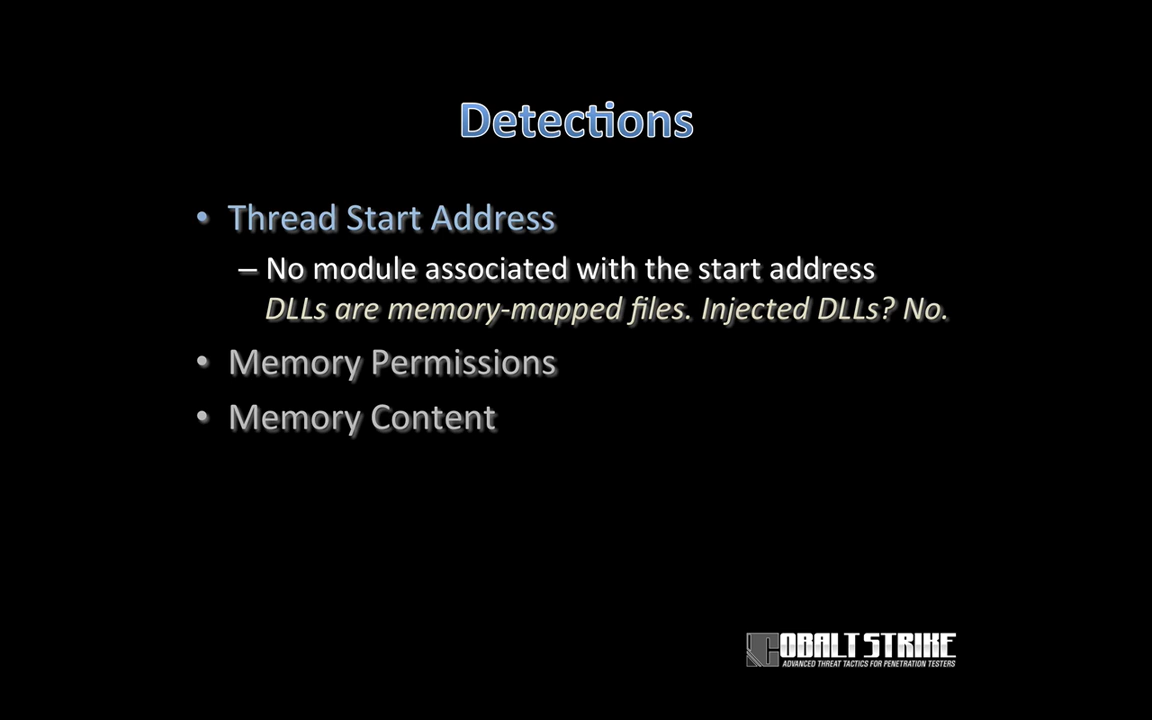 Detections
• Thread Start Address
– No module associated with the start address
DLLs are memory-mapped files. Injected DLLs? No.
• Memory Permissions
• Memory Content
COBALT STRIKE
ADVANCED THREAT TACTICS FOR PENETRATION TESTERS